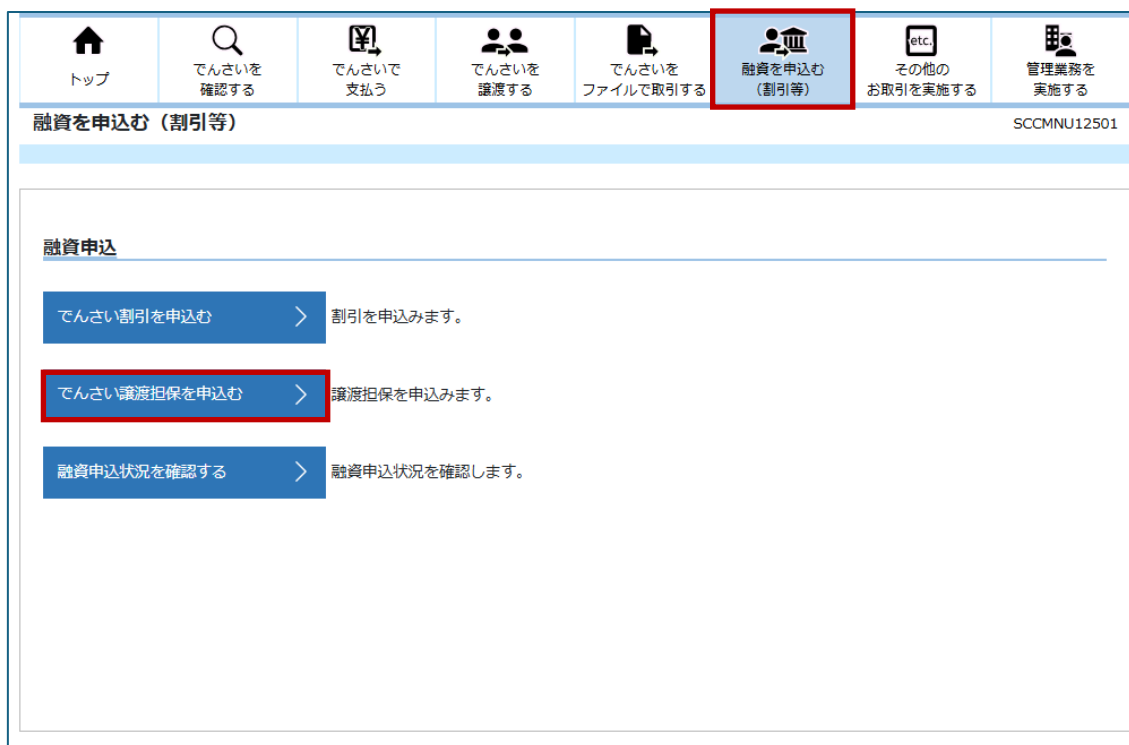 トップ
でんさいを
確認する
でんさいで
支払う
でんさいを
譲渡する
でんさいを
ファイルで取引する
融資を申込む
（割引等）
etc.
その他の
お取引を実施する
管理業務を
実施する
融資を申込む（割引等）
SCCMNU12501
融資申込
でんさい割引を申込む
割引を申込みます。
でんさい譲渡担保を申込む
譲渡担保を申込みます。
融資申込状況を確認する
融資申込状況を確認します。